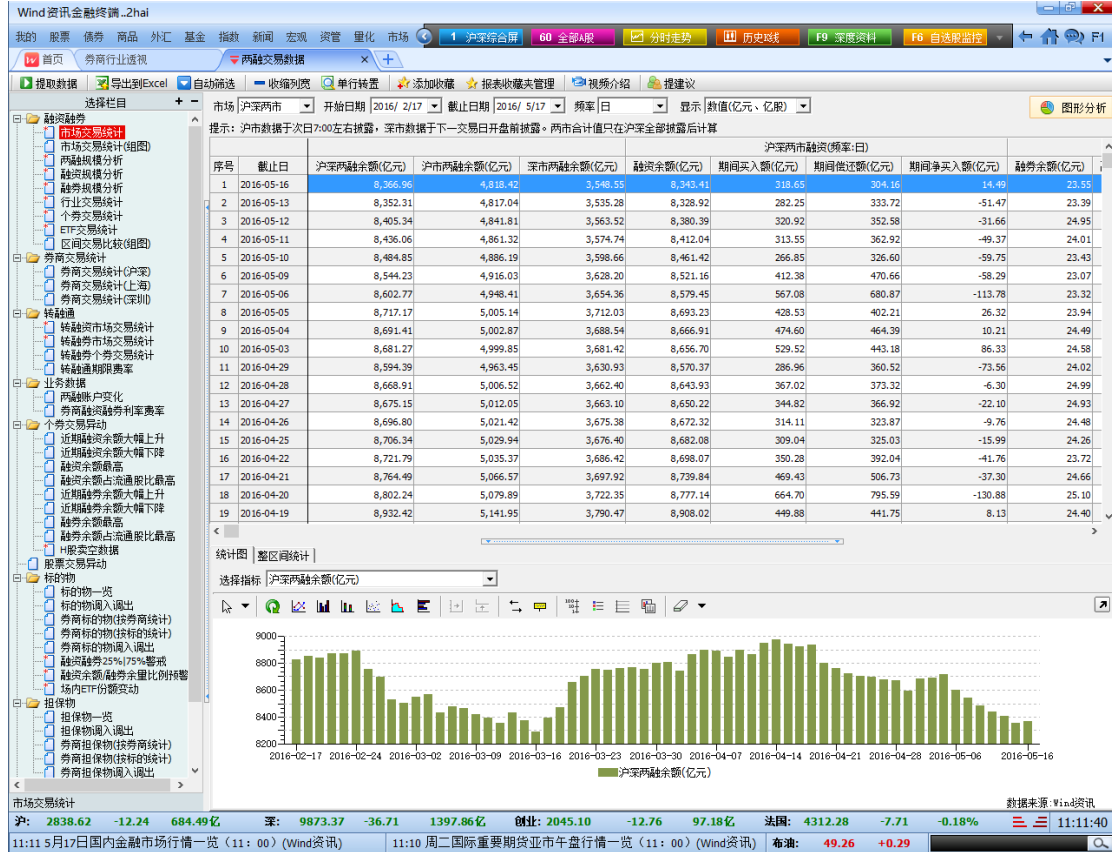 Wind资讯金融终端..2hai
我的 股票 债券 商品 外汇 基金 指数 新闻 宏观 资管 量化 市场 1 沪深综合屏 60 全部A股 分时走势 历史K线 F9 深度资料 F6 自选股监控 F1
首页 券商行业透视 两融交易数据 × +
提取数据 导出到Excel 自动筛选 收缩列宽 单行转置 添加收藏 报表收藏夹管理 视频介绍 提建议
选择栏目 + -
融资融券
市场交易统计
市场交易统计(组图)
两融规模分析
融资规模分析
融券规模分析
行业交易统计
个券交易统计
ETF交易统计
区间交易比较(组图)
券商交易统计
券商交易统计(沪深)
券商交易统计(上海)
券商交易统计(深圳)
转融通
转融资市场交易统计
转融券市场交易统计
转融券个券交易统计
转融通期限费率
业务数据
两融账户变化
券商融资融券利率费率
个券交易异动
近期融资余额大幅上升
近期融资余额大幅下降
融资余额最高
融资余额占流通股比最高
近期融券余额大幅上升
近期融券余额大幅下降
融券余额最高
融券余额占流通股比最高
H股卖空数据
股票交易异动
标的物
标的物一览
标的物调入调出
券商标的物(按券商统计)
券商标的物(按标的统计)
券商标的物调入调出
融资融券25%|75%警戒
融资余额/融券余量比例预警
场内ETF份额变动
担保物
担保物一览
担保物调入调出
券商担保物(按券商统计)
券商担保物(按标的统计)
券商担保物调入调出
市场交易统计
市场 沪深两市 开始日期 2016/ 2/17 截止日期 2016/ 5/17 频率 日 显示 数值(亿元、亿股) 图形分析
提示: 沪市数据于次日7:00左右披露,深市数据于下一交易日开盘前披露。两市合计值只在沪深全部披露后计算
沪深两市融资(频率:日)
序号 截止日 沪深两融余额(亿元) 沪市两融余额(亿元) 深市两融余额(亿元) 融资余额(亿元) 期间买入额(亿元) 期间偿还额(亿元) 期间净买入额(亿元) 融券余额(亿元)
1 2016-05-16 8,366.96 4,818.42 3,548.55 8,343.41 318.65 304.16 14.49 23.55
2 2016-05-13 8,352.31 4,817.04 3,535.28 8,328.92 282.25 333.72 -51.47 23.39
3 2016-05-12 8,405.34 4,841.81 3,563.52 8,380.39 320.92 352.58 -31.66 24.95
4 2016-05-11 8,436.06 4,861.32 3,574.74 8,412.04 313.55 362.92 -49.37 24.01
5 2016-05-10 8,484.85 4,886.19 3,598.66 8,461.42 266.85 326.60 -59.75 23.43
6 2016-05-09 8,544.23 4,916.03 3,628.20 8,521.16 412.38 470.66 -58.29 23.07
7 2016-05-06 8,602.77 4,948.41 3,654.36 8,579.45 567.08 680.87 -113.78 23.32
8 2016-05-05 8,717.17 5,005.14 3,712.03 8,693.23 428.53 402.21 26.32 23.94
9 2016-05-04 8,691.41 5,002.87 3,688.54 8,666.91 474.60 464.39 10.21 24.49
10 2016-05-03 8,681.27 4,999.85 3,681.42 8,656.70 529.52 443.18 86.33 24.58
11 2016-04-29 8,594.39 4,963.45 3,630.93 8,570.37 286.96 360.52 -73.56 24.02
12 2016-04-28 8,668.91 5,006.52 3,662.40 8,643.93 367.02 373.32 -6.30 24.99
13 2016-04-27 8,675.15 5,012.05 3,663.10 8,650.22 344.82 366.92 -22.10 24.93
14 2016-04-26 8,696.80 5,021.42 3,675.38 8,672.32 314.11 323.87 -9.76 24.48
15 2016-04-25 8,706.34 5,029.94 3,676.40 8,682.08 309.04 325.03 -15.99 24.26
16 2016-04-22 8,721.79 5,035.37 3,686.42 8,698.07 350.28 392.04 -41.76 23.72
17 2016-04-21 8,764.49 5,066.57 3,697.92 8,739.84 469.43 506.73 -37.30 24.66
18 2016-04-20 8,802.24 5,079.89 3,722.35 8,777.14 664.70 795.59 -130.88 25.10
19 2016-04-19 8,932.42 5,141.95 3,790.47 8,908.02 449.88 441.75 8.13 24.40
统计图 整区间统计
选择指标 沪深两融余额(亿元)
9000
8800
8600
8400
8200
2016-02-17 2016-02-24 2016-03-02 2016-03-09 2016-03-16 2016-03-23 2016-03-30 2016-04-07 2016-04-14 2016-04-21 2016-04-28 2016-05-06 2016-05-16
沪深两融余额(亿元)
数据来源:Wind资讯
沪: 2838.62 -12.24 684.49亿 深: 9873.37 -36.71 1397.86亿 创业: 2045.10 -12.76 97.18亿 法国: 4312.28 -7.71 -0.18% 11:11:40
11:11 5月17日国内金融市场行情一览(11:00)(Wind资讯) 11:10 周二国际重要期货亚市午盘行情一览(11:00)(Wind资讯) 布油: 49.26 +0.29